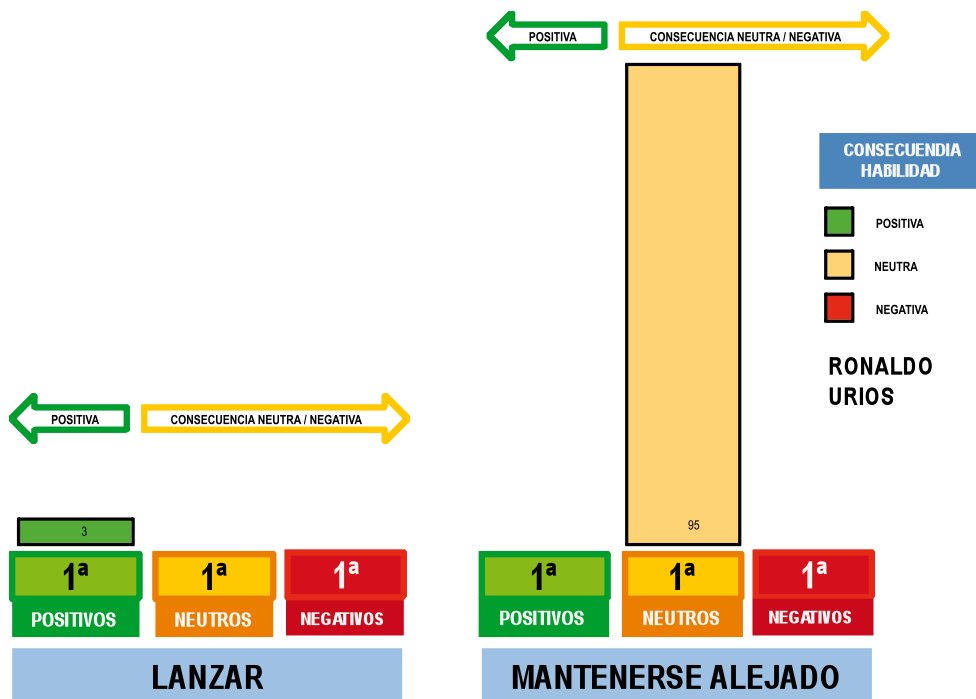 POSITIVA
CONSECUENCIA NEUTRA / NEGATIVA
CONSECUENDIA
HABILIDAD
POSITIVA
NEUTRA
NEGATIVA
RONALDO
URIOS
POSITIVA
CONSECUENCIA NEUTRA / NEGATIVA
3
95
1ª
1ª
1ª
1ª
1ª
1ª
POSITIVOS
NEUTROS
NEGATIVOS
POSITIVOS
NEUTROS
NEGATIVOS
LANZAR
MANTENERSE ALEJADO